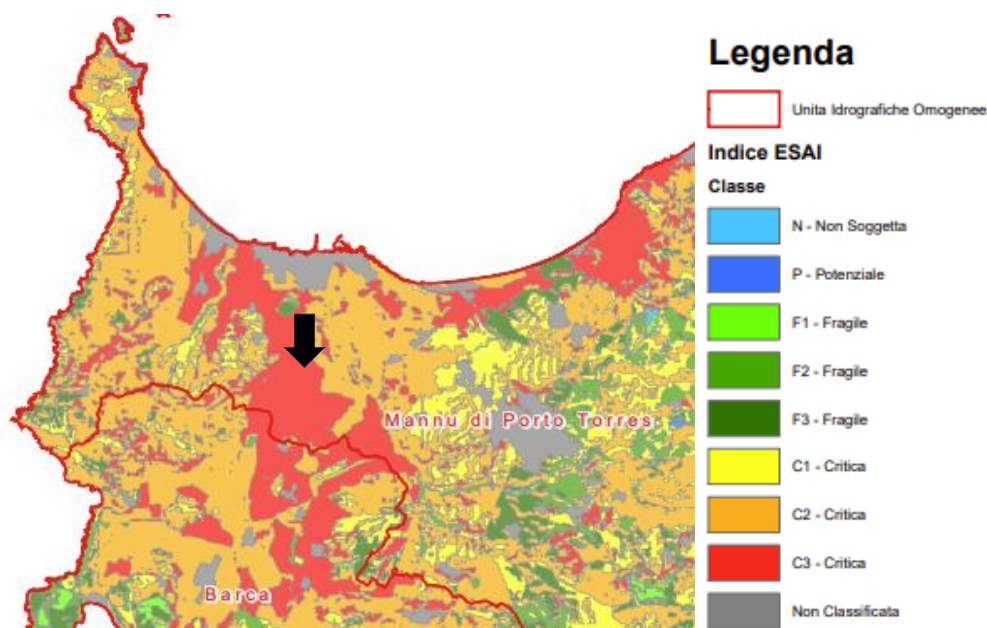 Legenda
Unita Idrografiche Omogenee
Indice ESAI
Classe
N - Non Soggetta
P - Potenziale
F1 - Fragile
F2 - Fragile
F3 - Fragile
C1 - Critica
C2 - Critica
C3 - Critica
Non Classificata
Mannu di Porto Torres
Barca